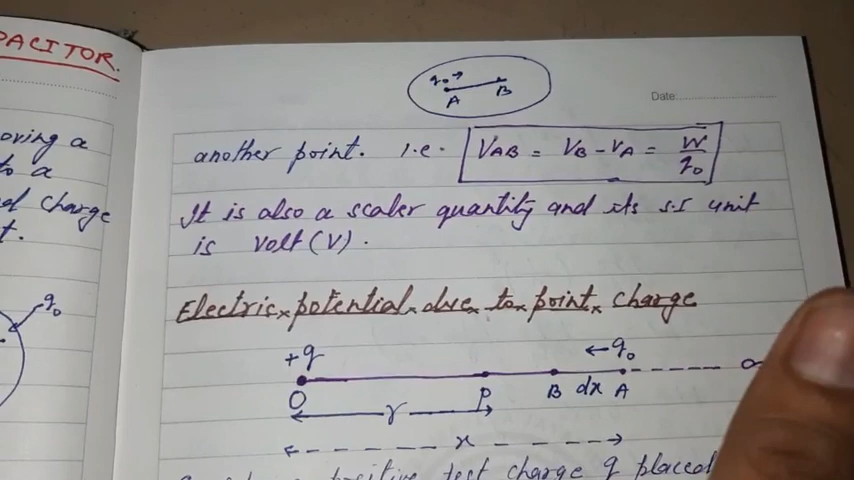 PACITOR.
oving a
to a
d charge
t.
q₀
q₀→
A B
Date:
another point. i.e. VAB = VB - VA = W/q₀
It is also a scaler quantity and its S.I unit
is volt (V).
Electric potential due to point charge
+q ←q₀
O P B dx A
r
x
positive test charge q placed